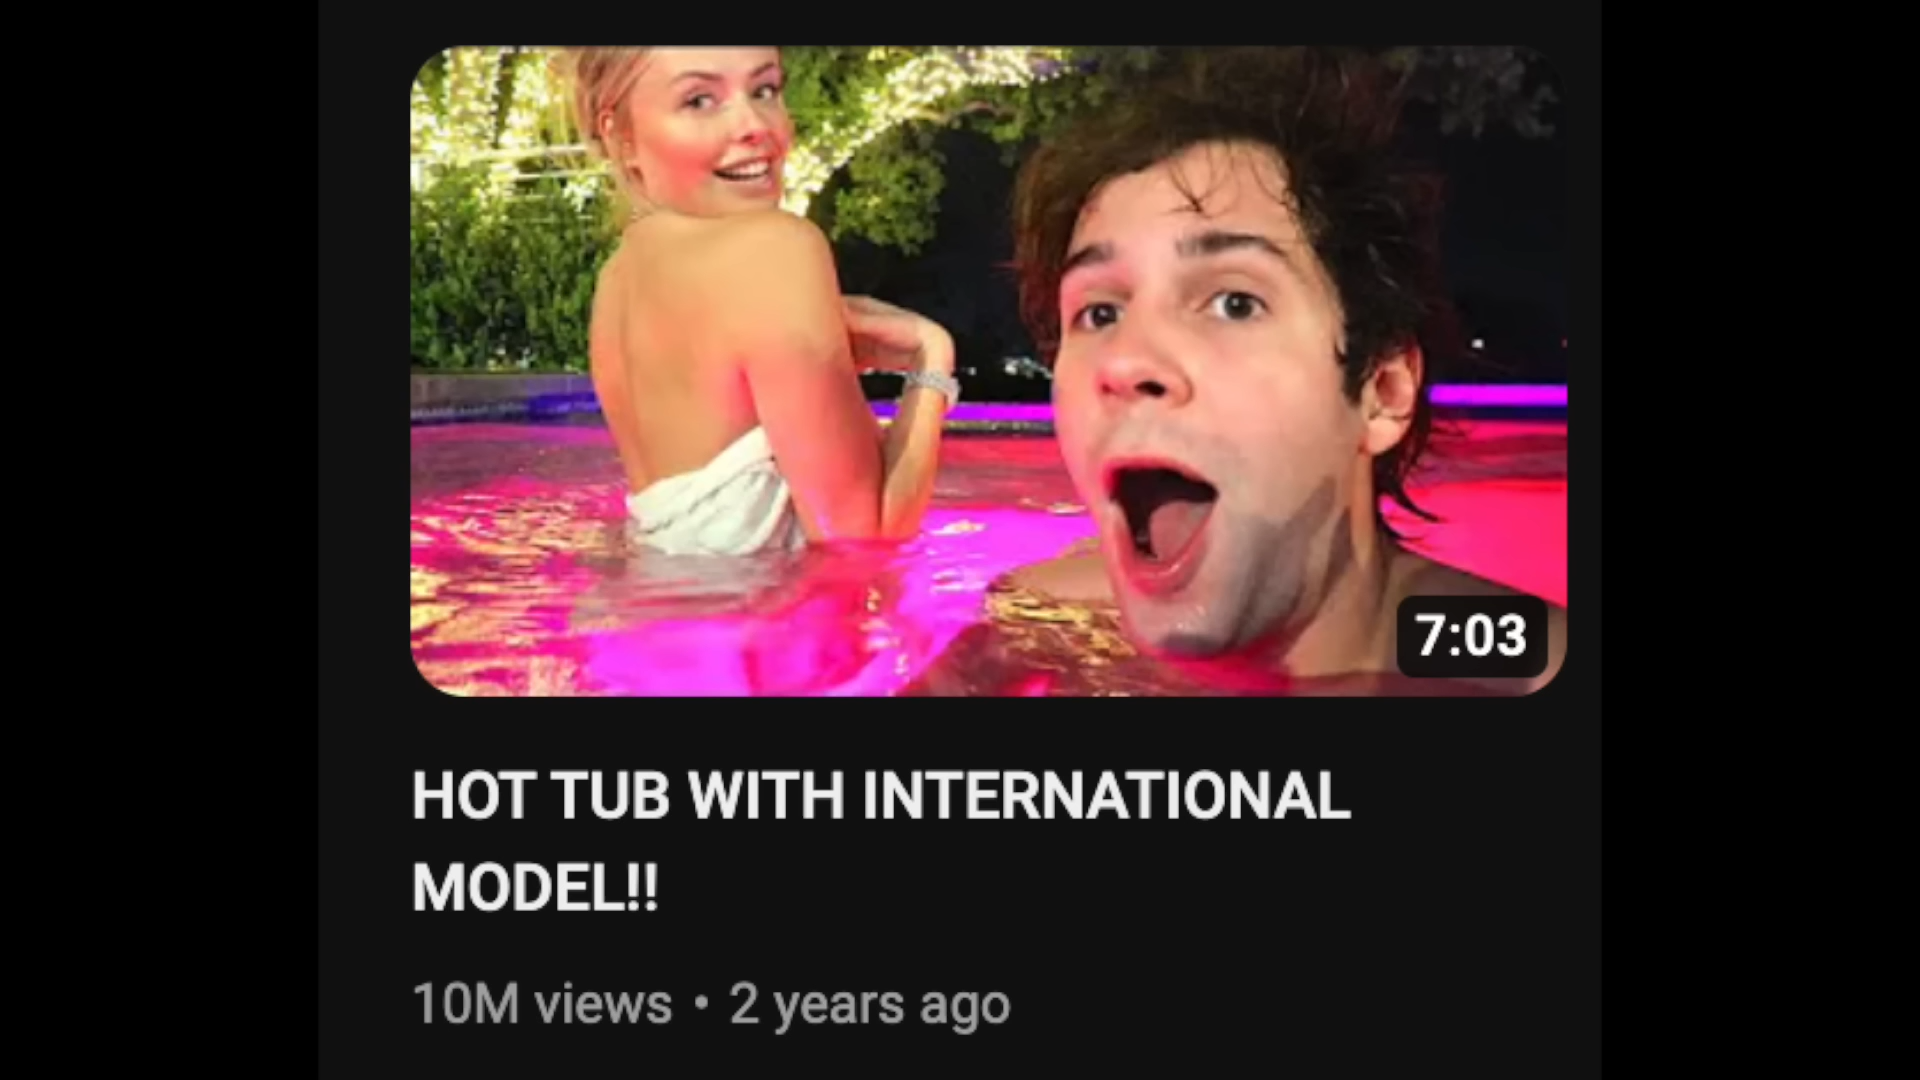 7:03
HOT TUB WITH INTERNATIONAL
MODEL!!
10M views • 2 years ago